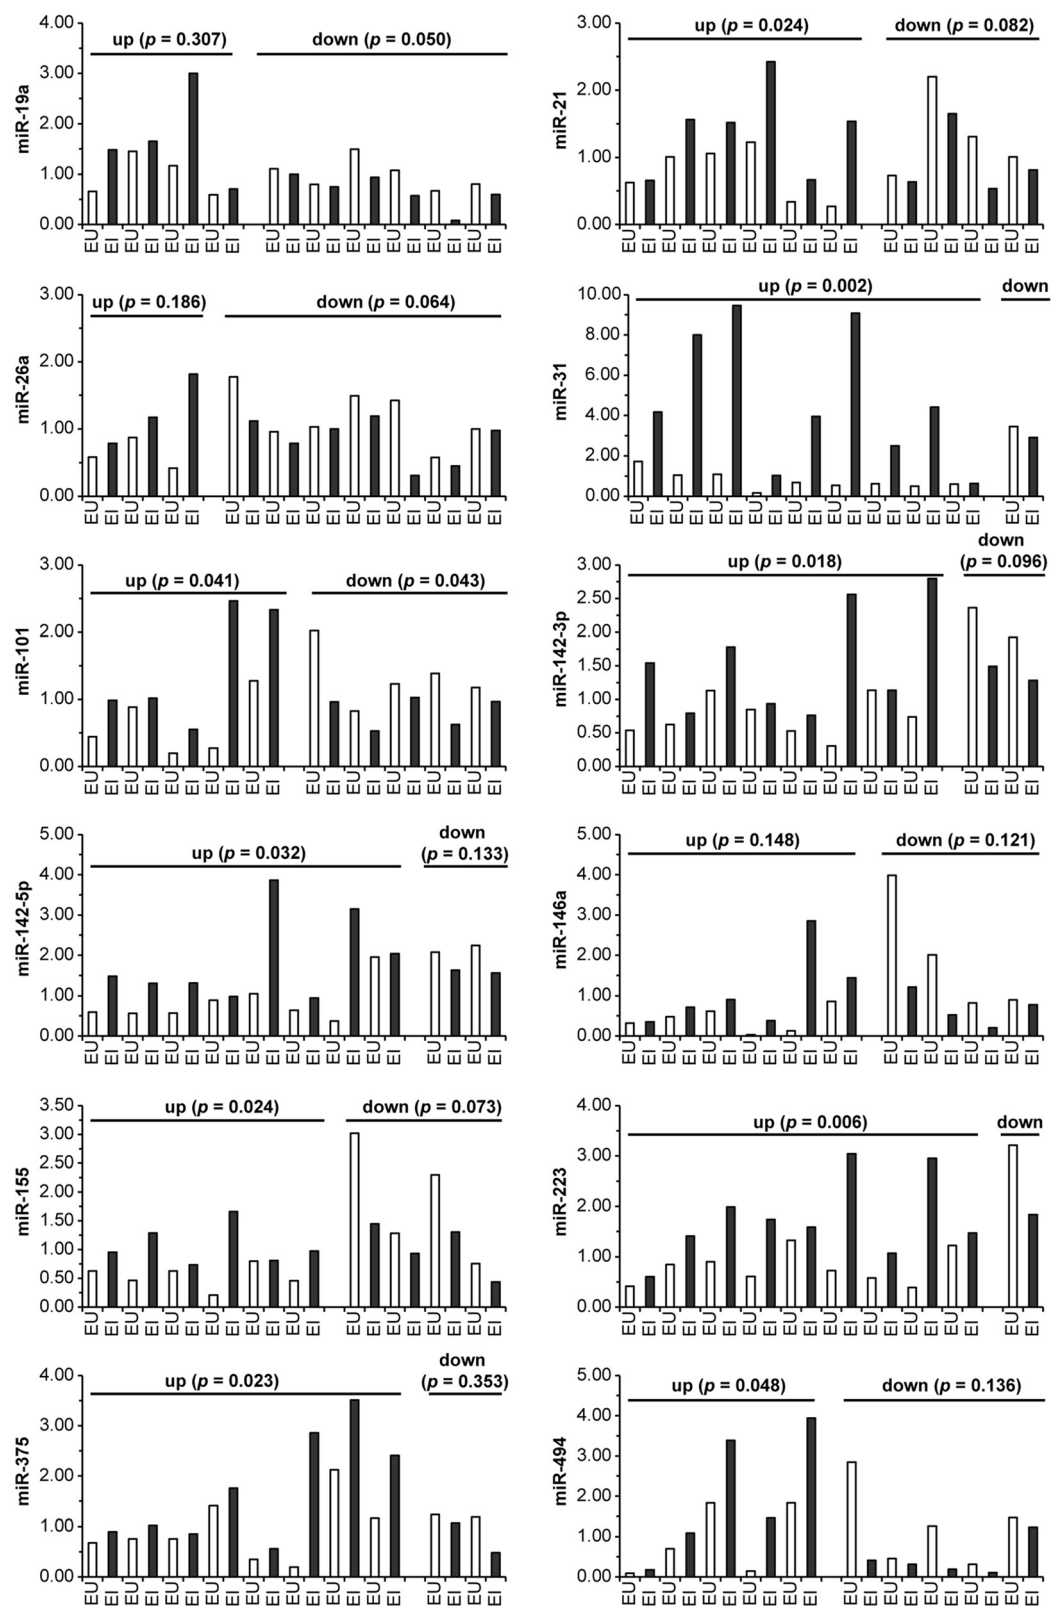 4.00
3.00
2.00
1.00
0.00
miR-19a
up (p = 0.307)
down (p = 0.050)
EU EI EU EI EU EI EU EI EU EI EU EI EU EI EU EI EU EI EU EI
3.00
2.00
1.00
0.00
miR-21
up (p = 0.024)
down (p = 0.082)
EU EI EU EI EU EI EU EI EU EI EU EI EU EI EU EI EU EI EU EI
3.00
2.00
1.00
0.00
miR-26a
up (p = 0.186)
down (p = 0.064)
EU EI EU EI EU EI EU EI EU EI EU EI EU EI EU EI EU EI EU EI
10.00
8.00
6.00
4.00
2.00
0.00
miR-31
up (p = 0.002)
down
EU EI EU EI EU EI EU EI EU EI EU EI EU EI EU EI EU EI EU EI
3.00
2.00
1.00
0.00
miR-101
up (p = 0.041)
down (p = 0.043)
EU EI EU EI EU EI EU EI EU EI EU EI EU EI EU EI EU EI EU EI
3.00
2.50
2.00
1.50
1.00
0.50
0.00
miR-142-3p
up (p = 0.018)
down
(p = 0.096)
EU EI EU EI EU EI EU EI EU EI EU EI EU EI EU EI EU EI EU EI
5.00
4.00
3.00
2.00
1.00
0.00
miR-142-5p
up (p = 0.032)
down
(p = 0.133)
EU EI EU EI EU EI EU EI EU EI EU EI EU EI EU EI EU EI EU EI
5.00
4.00
3.00
2.00
1.00
0.00
miR-146a
up (p = 0.148)
down (p = 0.121)
EU EI EU EI EU EI EU EI EU EI EU EI EU EI EU EI EU EI EU EI
3.50
3.00
2.50
2.00
1.50
1.00
0.50
0.00
miR-155
up (p = 0.024)
down (p = 0.073)
EU EI EU EI EU EI EU EI EU EI EU EI EU EI EU EI EU EI EU EI
4.00
3.00
2.00
1.00
0.00
miR-223
up (p = 0.006)
down
EU EI EU EI EU EI EU EI EU EI EU EI EU EI EU EI EU EI EU EI
4.00
3.00
2.00
1.00
0.00
miR-375
up (p = 0.023)
down
(p = 0.353)
EU EI EU EI EU EI EU EI EU EI EU EI EU EI EU EI EU EI EU EI
5.00
4.00
3.00
2.00
1.00
0.00
miR-494
up (p = 0.048)
down (p = 0.136)
EU EI EU EI EU EI EU EI EU EI EU EI EU EI EU EI EU EI EU EI